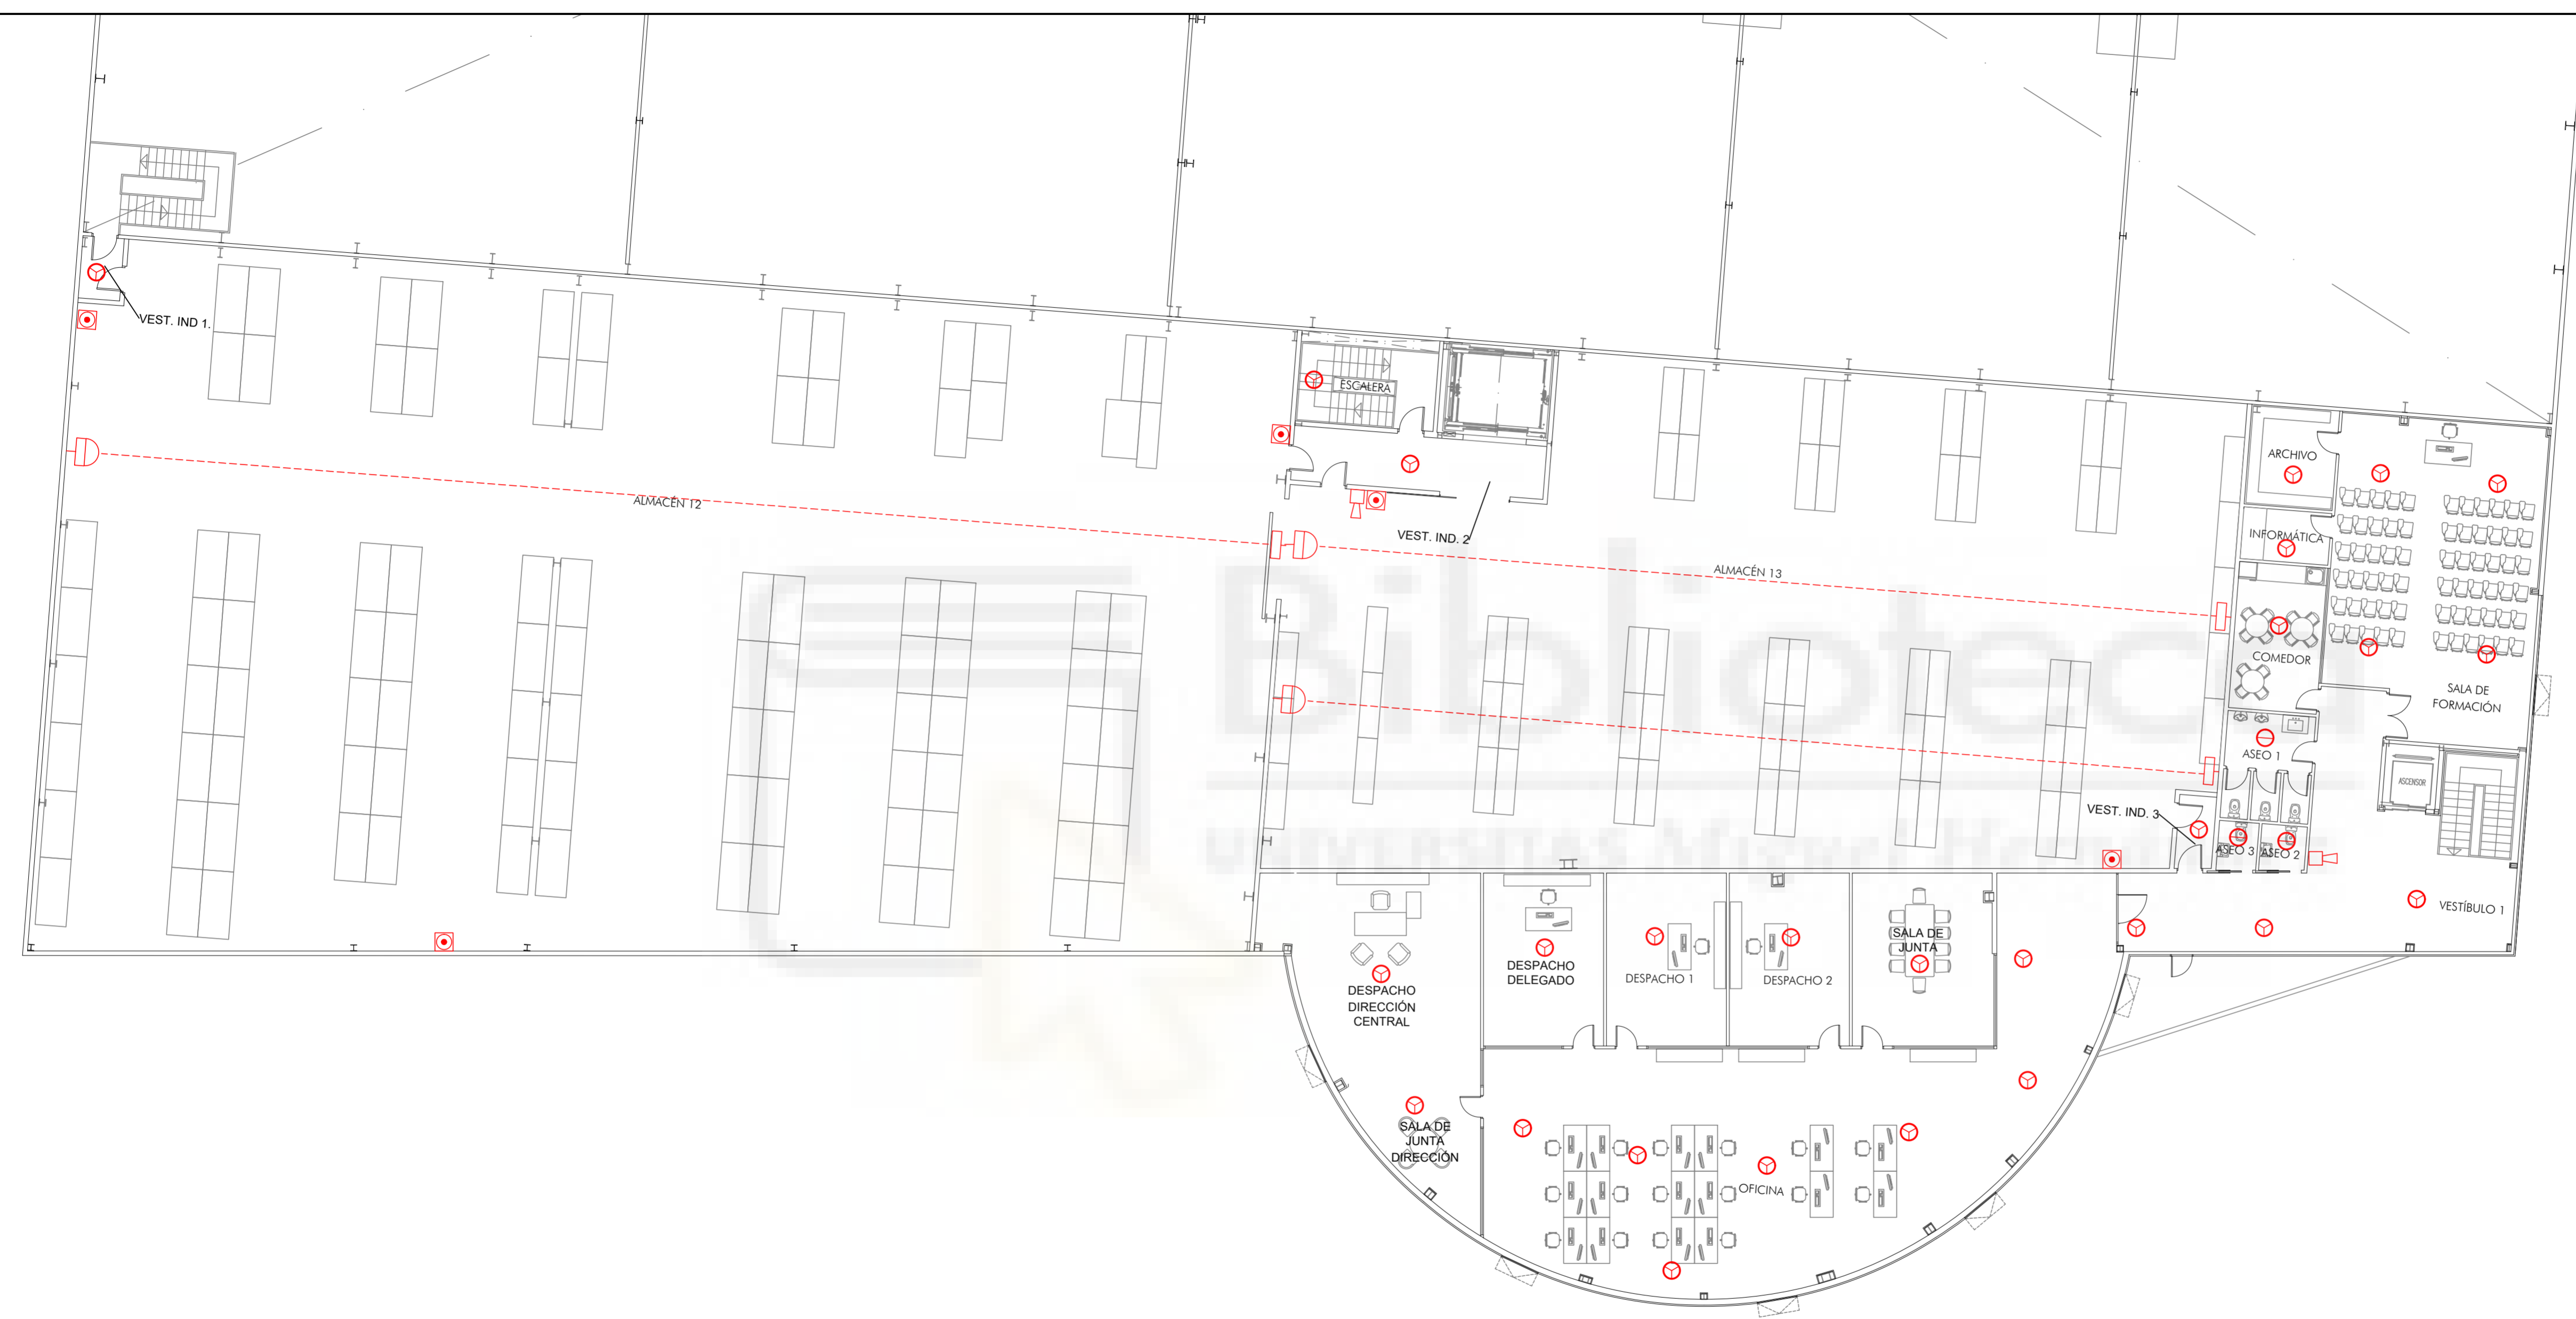 VEST. IND 1.
ESCALERA
ALMACÉN 12
VEST. IND. 2
ALMACÉN 13
ARCHIVO
INFORMÁTICA
COMEDOR
SALA DE
FORMACIÓN
ASEO 1
ASCENSOR
VEST. IND. 3
ASEO 3
ASEO 2
VESTÍBULO 1
DESPACHO
DIRECCIÓN
CENTRAL
DESPACHO
DELEGADO
DESPACHO 1
DESPACHO 2
SALA DE
JUNTA
SALA DE
JUNTA
DIRECCIÓN
OFICINA
Biblioteca